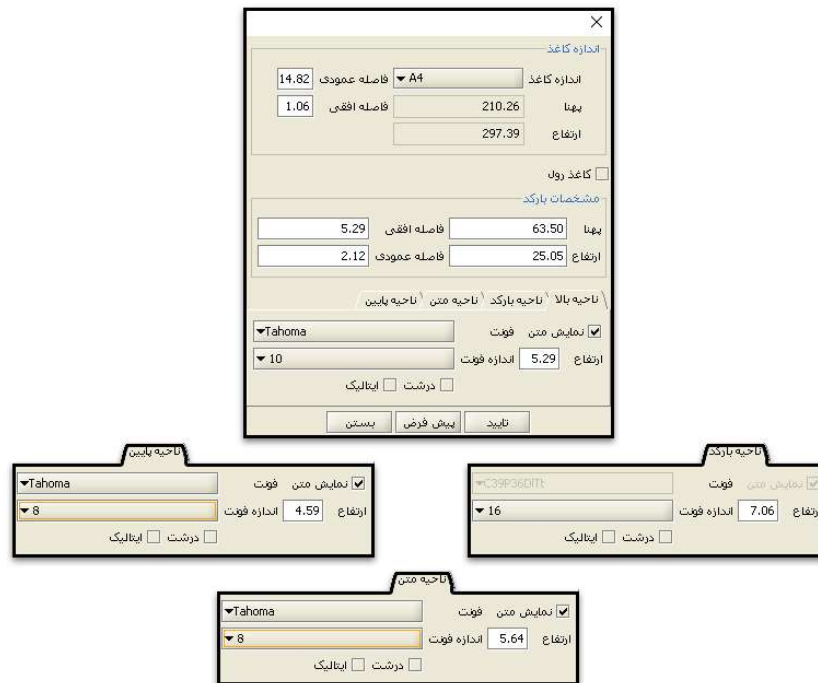 اندازه کاغذ
اندازه کاغذ A4 فاصله عمودی 14.82
پهنا 210.26 فاصله افقی 1.06
ارتفاع 297.39
کاغذ رول
مشخصات بارکد
پهنا 63.50 فاصله افقی 5.29
ارتفاع 25.05 فاصله عمودی 2.12
ناحیه بالا ناحیه بارکد ناحیه متن ناحیه پایین
نمایش متن فونت Tahoma
ارتفاع 5.29 اندازه فونت 10
درشت ایتالیک
تایید پیش فرض بستن
ناحیه بارکد
نمایش متن فونت C39P36DlTt
ارتفاع 7.06 اندازه فونت 16
درشت ایتالیک
ناحیه پایین
نمایش متن فونت Tahoma
ارتفاع 4.59 اندازه فونت 8
درشت ایتالیک
ناحیه متن
نمایش متن فونت Tahoma
ارتفاع 5.64 اندازه فونت 8
درشت ایتالیک